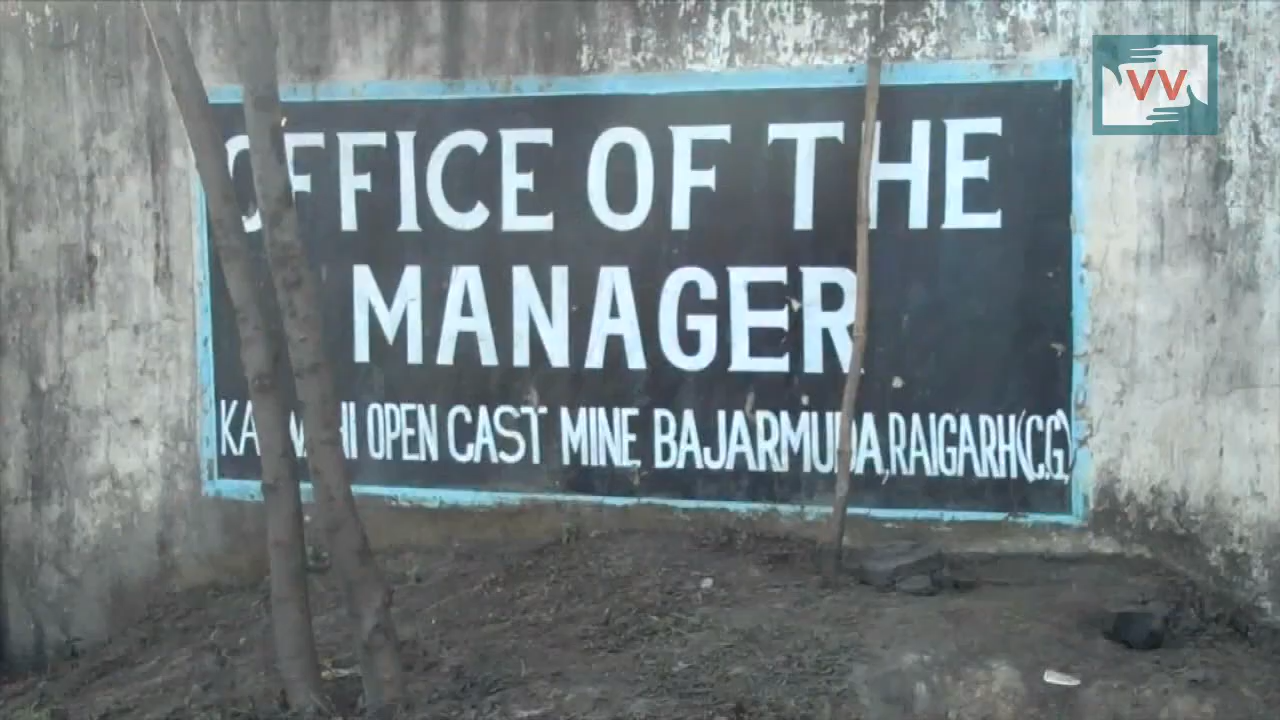 VV
OFFICE OF THE
MANAGER
OPEN CAST MINE BAJARMUDA, RAIGARH (C.G.)